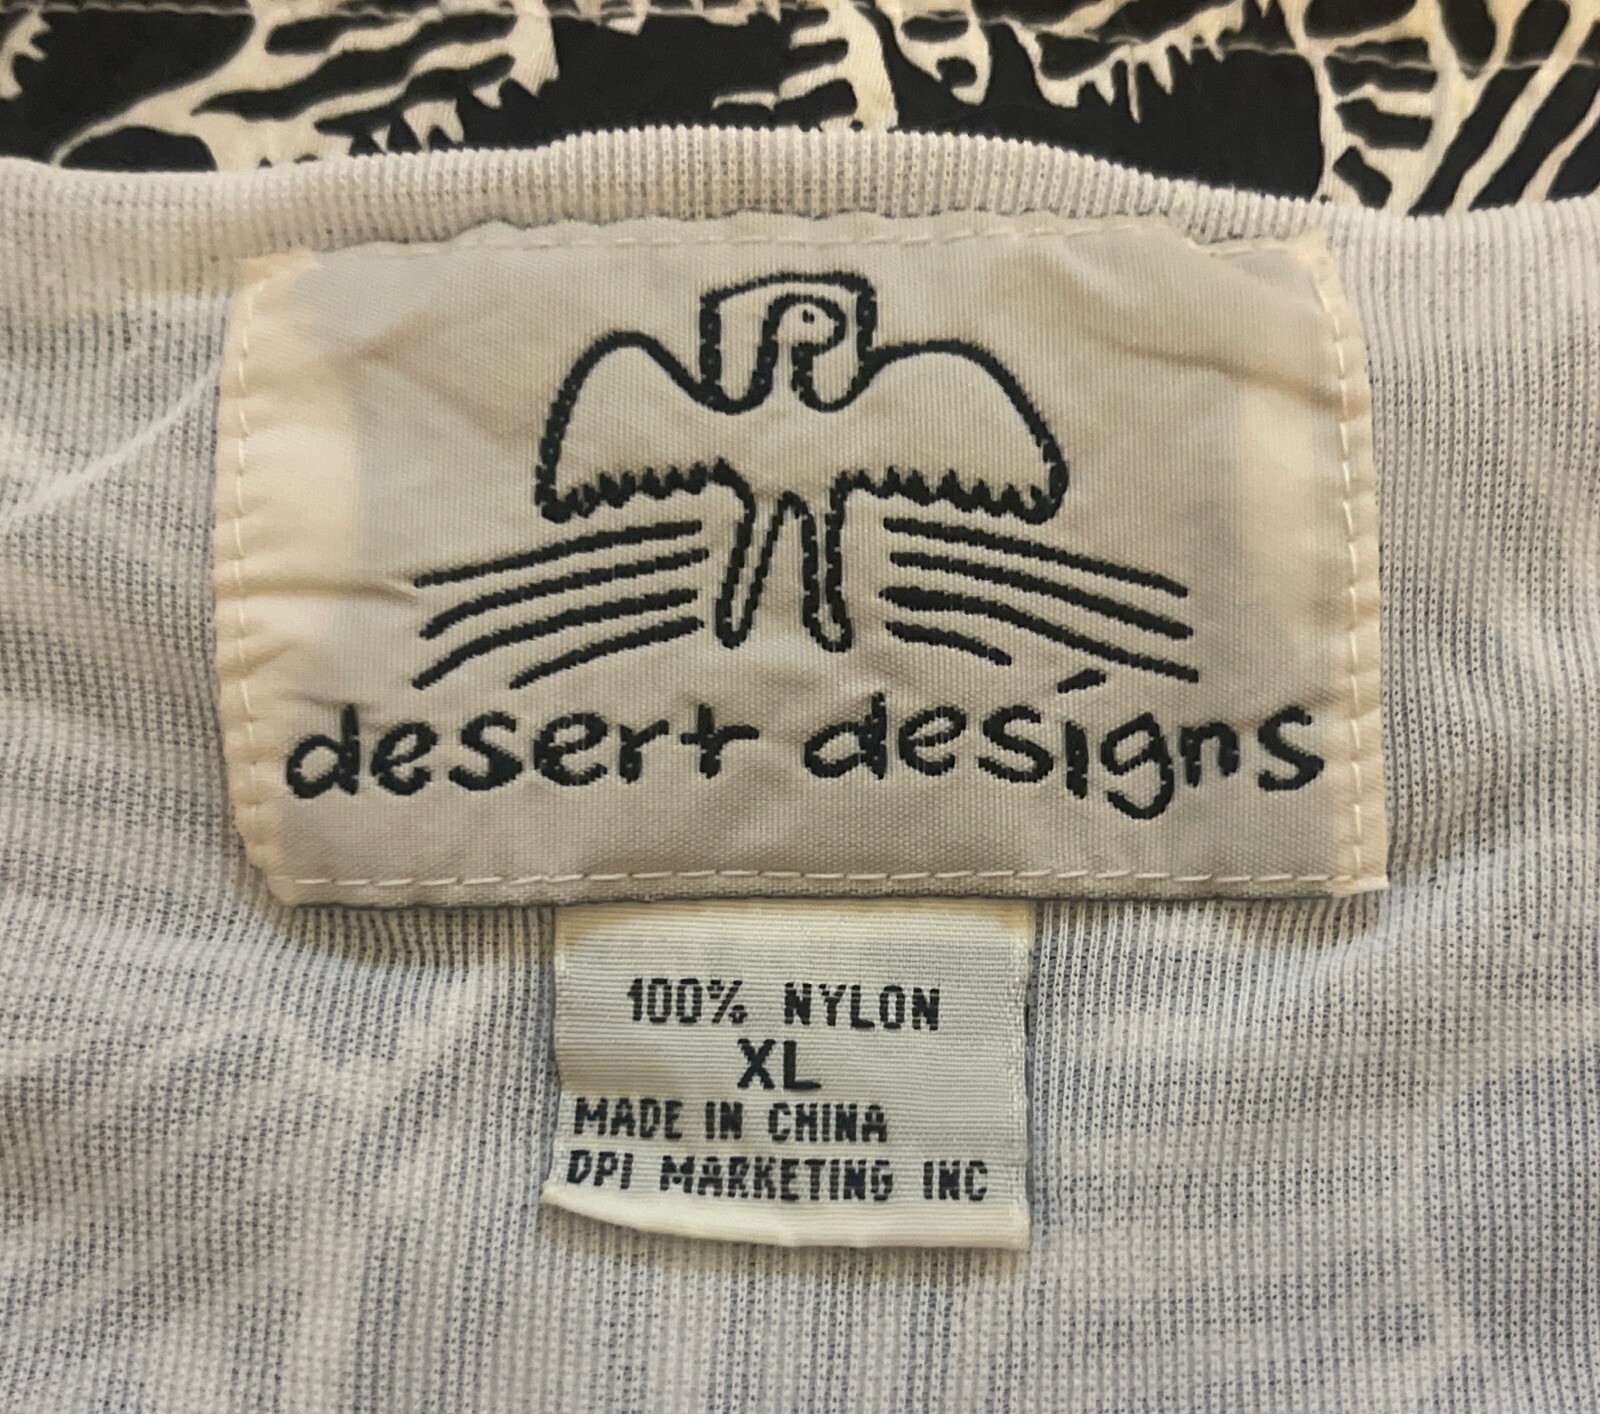 desert designs
100% NYLON
XL
MADE IN CHINA
DPI MARKETING INC